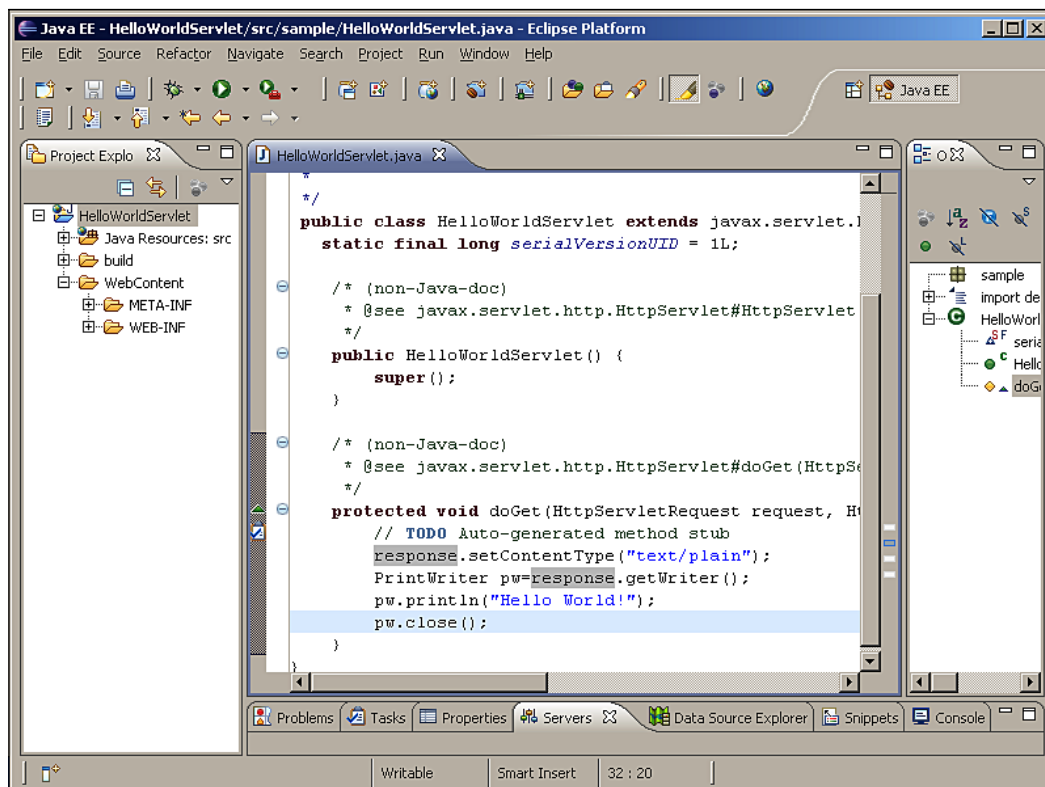 Java EE - HelloWorldServlet/src/sample/HelloWorldServlet.java - Eclipse Platform
File Edit Source Refactor Navigate Search Project Run Window Help
Java EE
Project Explo
HelloWorldServlet
Java Resources: src
build
WebContent
META-INF
WEB-INF
HelloWorldServlet.java
*
*/
public class HelloWorldServlet extends javax.servlet.
static final long serialVersionUID = 1L;
/* (non-Java-doc)
* @see javax.servlet.http.HttpServlet#HttpServlet
*/
public HelloWorldServlet() {
super();
}
/* (non-Java-doc)
* @see javax.servlet.http.HttpServlet#doGet(HttpSe
*/
protected void doGet(HttpServletRequest request, Ht
// TODO Auto-generated method stub
response.setContentType("text/plain");
PrintWriter pw=response.getWriter();
pw.println("Hello World!");
pw.close();
}
}
O
sample
import de
HelloWorl
seria
Hello
doG
Problems Tasks Properties Servers Data Source Explorer Snippets Console
Writable Smart Insert 32 : 20